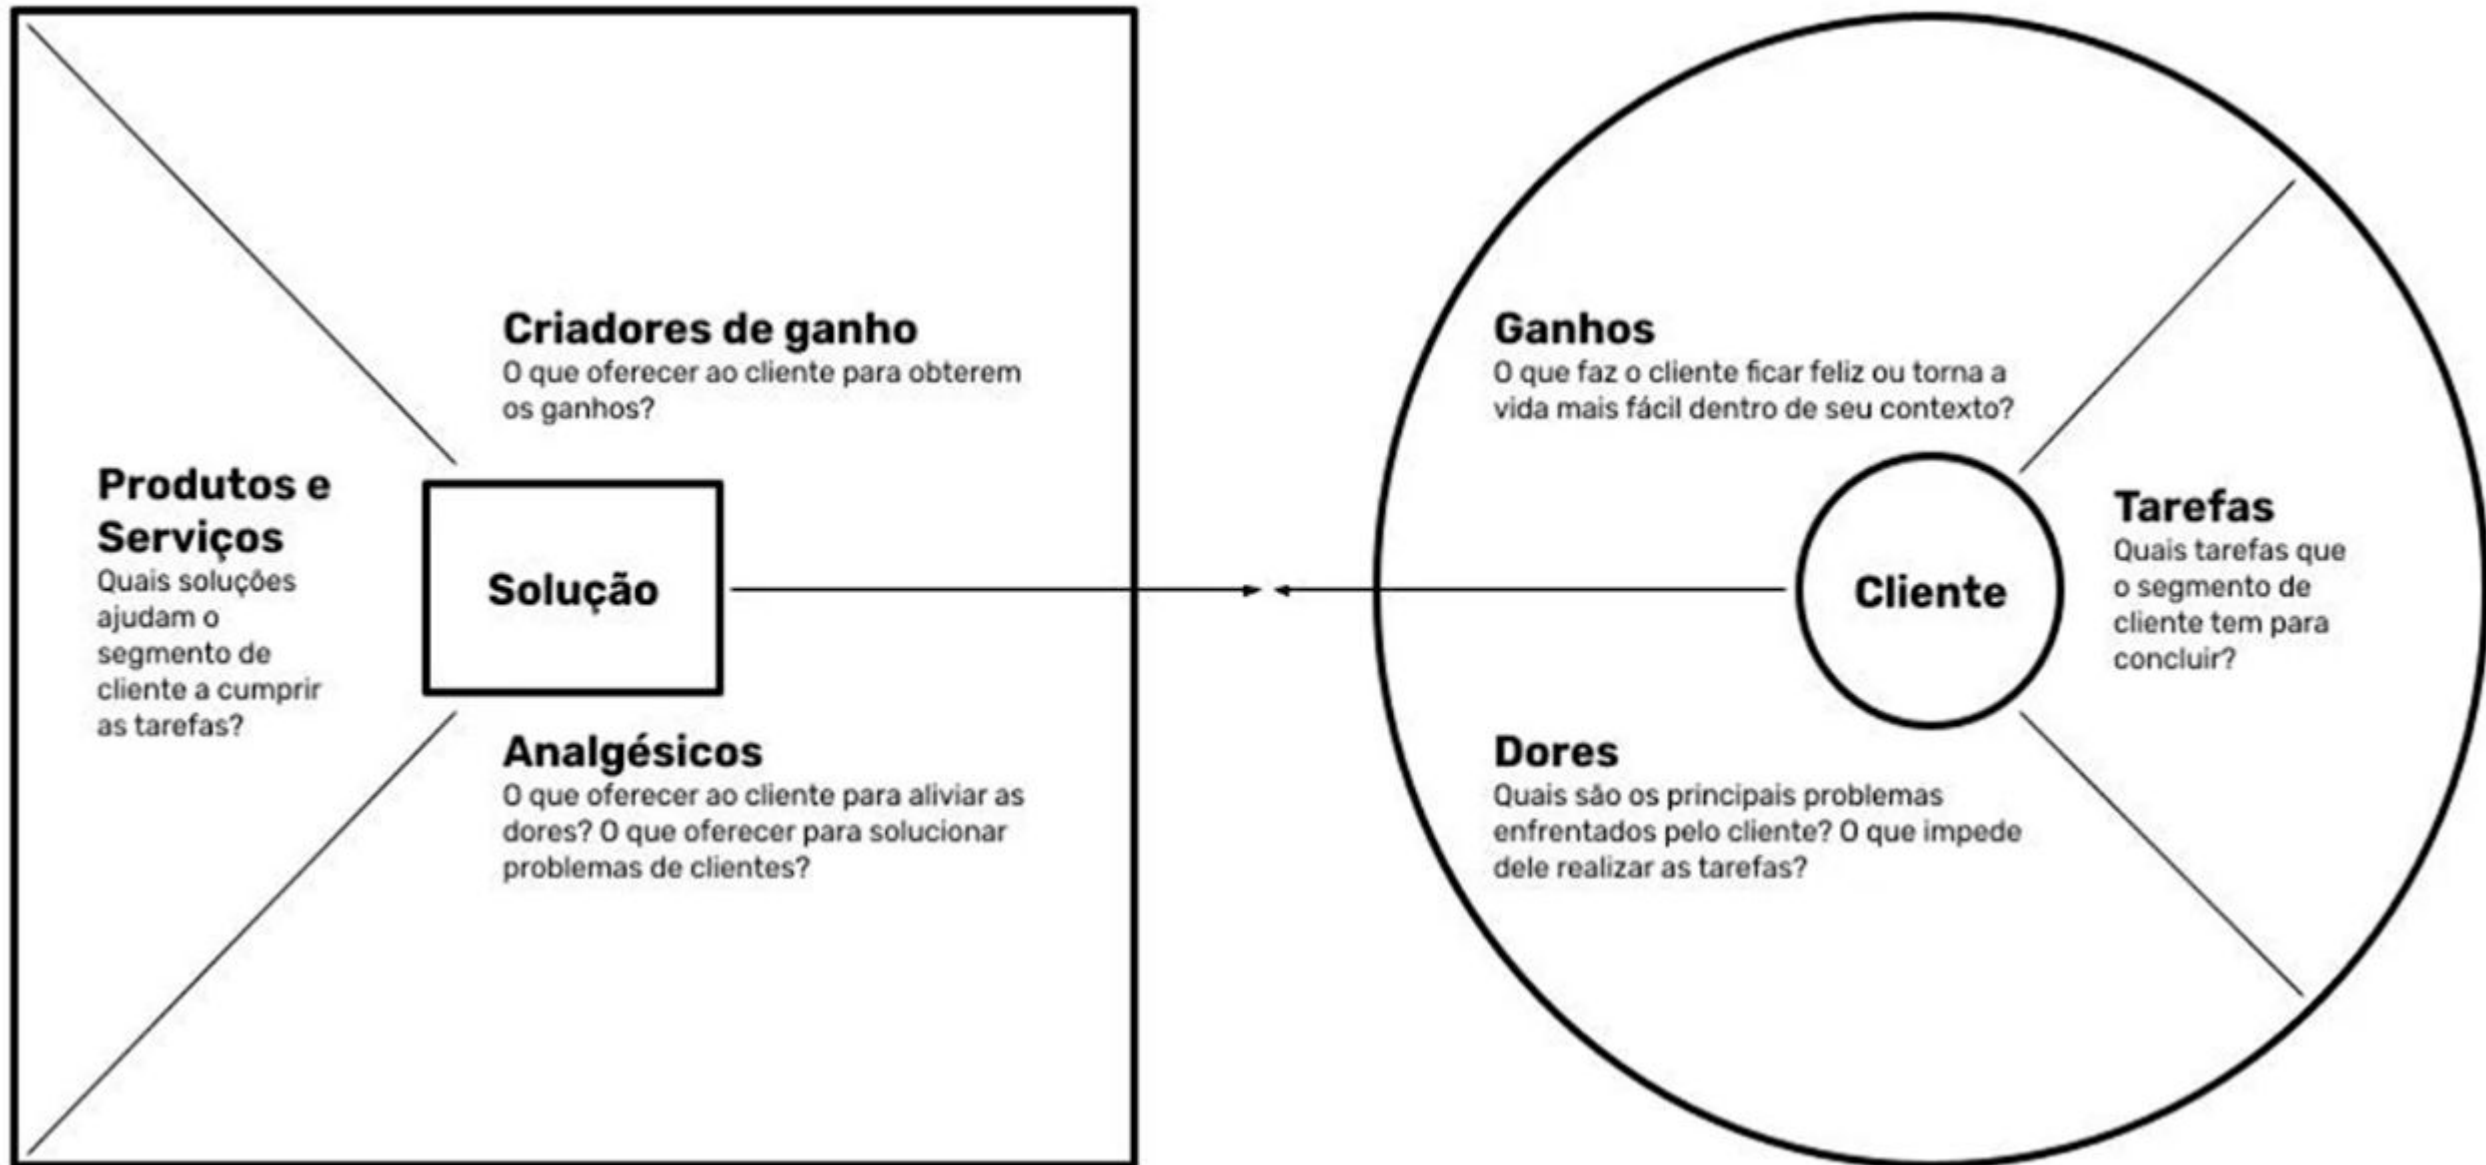 Criadores de ganho
O que oferecer ao cliente para obterem
os ganhos?
Produtos e
Serviços
Quais soluções
ajudam o
segmento de
cliente a cumprir
as tarefas?
Solução
Analgésicos
O que oferecer ao cliente para aliviar as
dores? O que oferecer para solucionar
problemas de clientes?
Ganhos
O que faz o cliente ficar feliz ou torna a
vida mais fácil dentro de seu contexto?
Cliente
Tarefas
Quais tarefas que
o segmento de
cliente tem para
concluir?
Dores
Quais são os principais problemas
enfrentados pelo cliente? O que impede
dele realizar as tarefas?